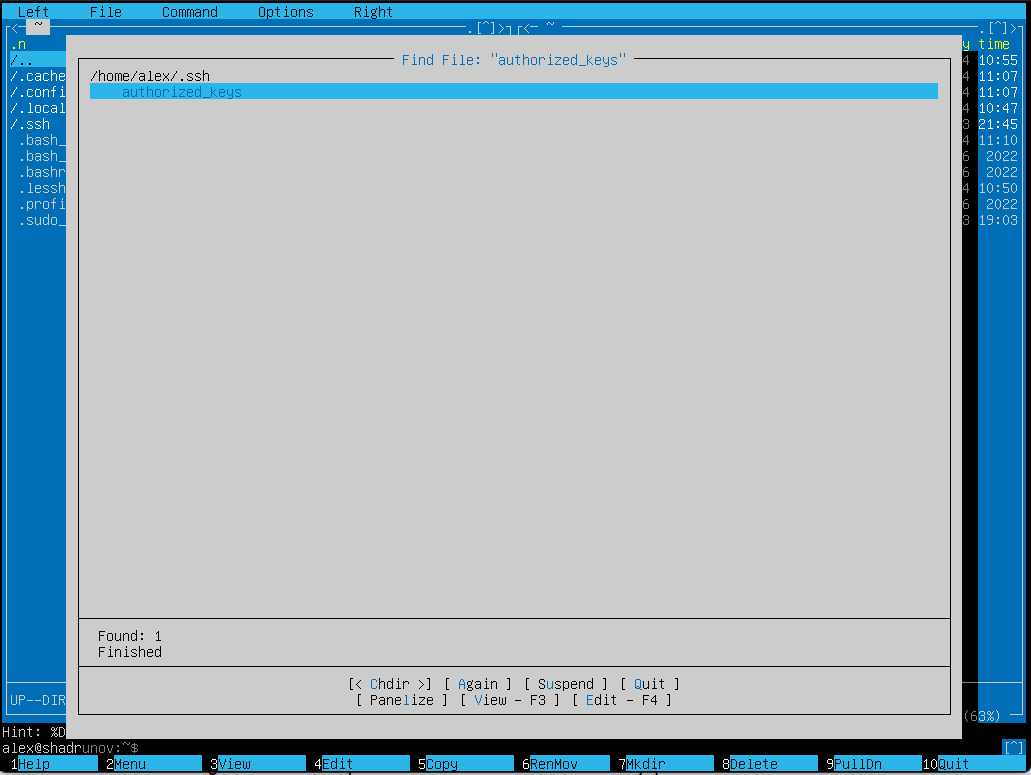 Left File Command Options Right
<─ ~ .[^]> <─ ~ .[^]>
.n y time
/.. 4 10:55
/.cache 4 11:07
/.confi 4 11:07
/.local 4 10:47
/.ssh 3 21:45
.bash_ 4 11:10
.bash_ 6 2022
.bashr 6 2022
.lessh 4 10:50
.profi 6 2022
.sudo_ 3 19:03
Find File: "authorized_keys"
/home/alex/.ssh
authorized_keys
Found: 1
Finished
[< Chdir >] [ Again ] [ Suspend ] [ Quit ]
[ Panelize ] [ View - F3 ] [ Edit - F4 ]
UP--DIR
(63%)
Hint: %D
alex@shadrunov:~$ [^]
1Help 2Menu 3View 4Edit 5Copy 6RenMov 7Mkdir 8Delete 9PullDn 10Quit